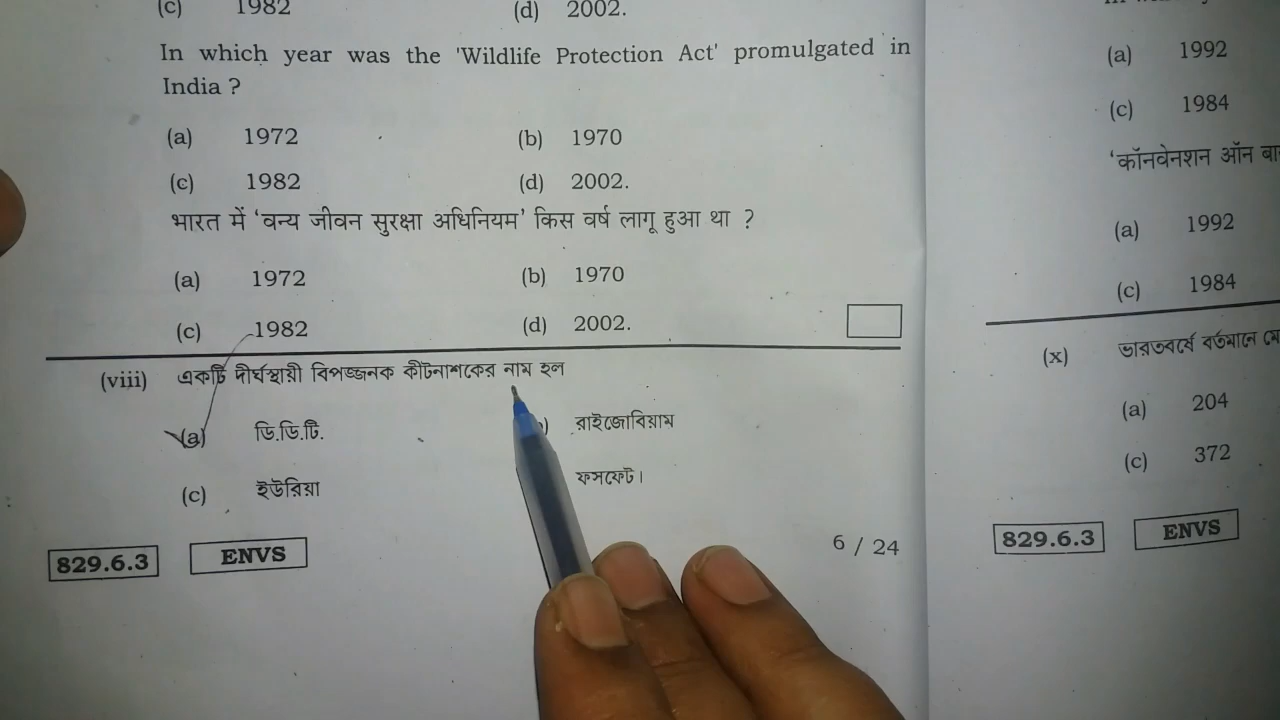 (c) 1982 (d) 2002.
In which year was the 'Wildlife Protection Act' promulgated in
India ?
(a) 1972 (b) 1970
(c) 1982 (d) 2002.
भारत में ‘वन्य जीवन सुरक्षा अधिनियम’ किस वर्ष लागू हुआ था ?
(a) 1972 (b) 1970
(c) 1982 (d) 2002.
(viii) একটি দীর্ঘস্থায়ী বিপজ্জনক কীটনাশকের নাম হল
(a) ডি.ডি.টি. রাইজোবিয়াম
(c) ইউরিয়া ফসফেট।
829.6.3 ENVS 6 / 24
(a) 1992
(c) 1984
‘कॉनवेनशन ऑन
(a) 1992
(c) 1984
(x) ভারতবর্ষে বর্তমানে
(a) 204
(c) 372
829.6.3 ENVS